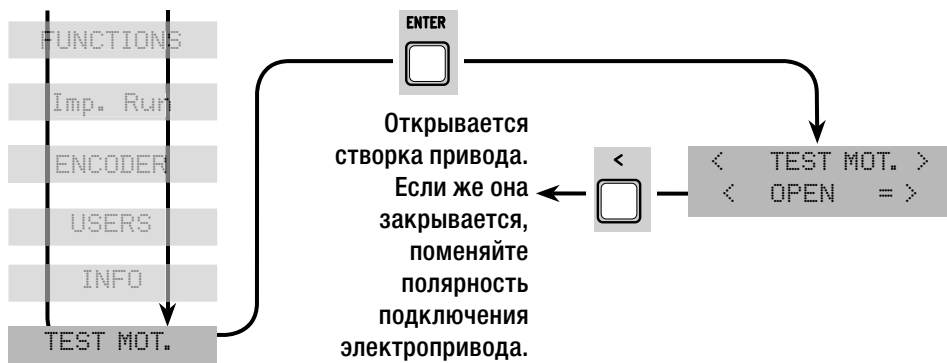 FUNCTIONS
Imp. Run
ENCODER
USERS
INFO
TEST MOT.
ENTER
Открывается
створка привода.
Если же она
закрывается,
поменяйте
полярность
подключения
электропривода.
<
< TEST MOT. >
< OPEN = >